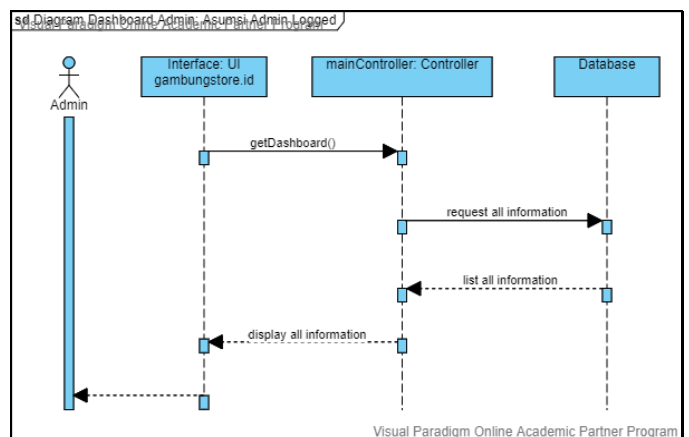 sd Diagram Dashboard Admin: Asumsi Admin Logged
Visual Paradigm Online Academic Partner Program
Interface: UI
gambungstore.id
mainController: Controller
Database
Admin
getDashboard()
request all information
list all information
display all information
Visual Paradigm Online Academic Partner Program